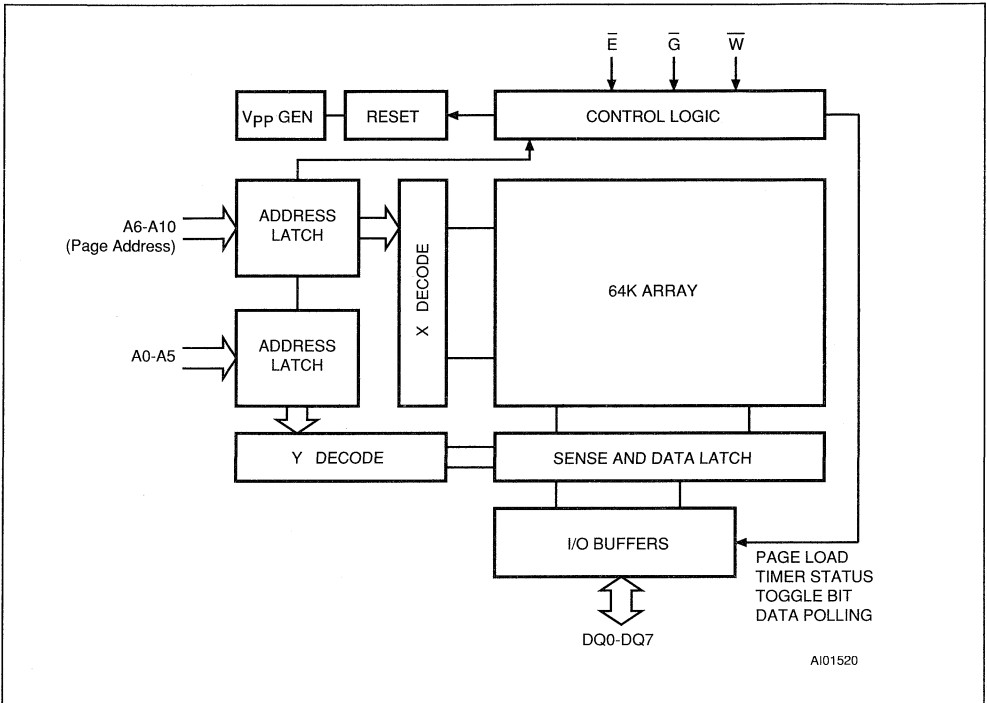 E̅ G̅ W̅
VPP GEN
RESET
CONTROL LOGIC
A6-A10
(Page Address)
ADDRESS
LATCH
X DECODE
64K ARRAY
A0-A5
ADDRESS
LATCH
Y DECODE
SENSE AND DATA LATCH
I/O BUFFERS
PAGE LOAD
TIMER STATUS
TOGGLE BIT
DATA POLLING
DQ0-DQ7
AI01520